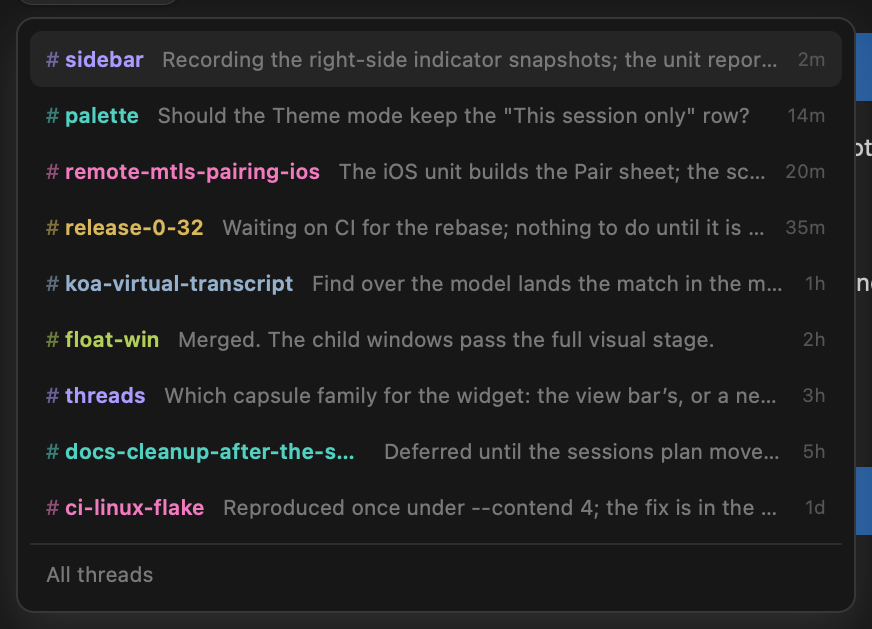 # sidebar Recording the right-side indicator snapshots; the unit repor... 2m
# palette Should the Theme mode keep the "This session only" row? 14m
# remote-mtls-pairing-ios The iOS unit builds the Pair sheet; the sc... 20m
# release-0-32 Waiting on CI for the rebase; nothing to do until it is ... 35m
# koa-virtual-transcript Find over the model lands the match in the m... 1h
# float-win Merged. The child windows pass the full visual stage. 2h
# threads Which capsule family for the widget: the view bar’s, or a ne... 3h
# docs-cleanup-after-the-s... Deferred until the sessions plan move... 5h
# ci-linux-flake Reproduced once under --contend 4; the fix is in the ... 1d
All threads